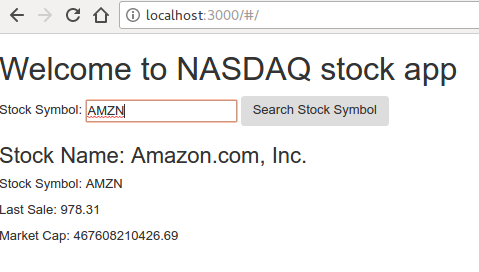 localhost:3000/#/
Welcome to NASDAQ stock app
Stock Symbol: AMZN Search Stock Symbol
Stock Name: Amazon.com, Inc.
Stock Symbol: AMZN
Last Sale: 978.31
Market Cap: 467608210426.69